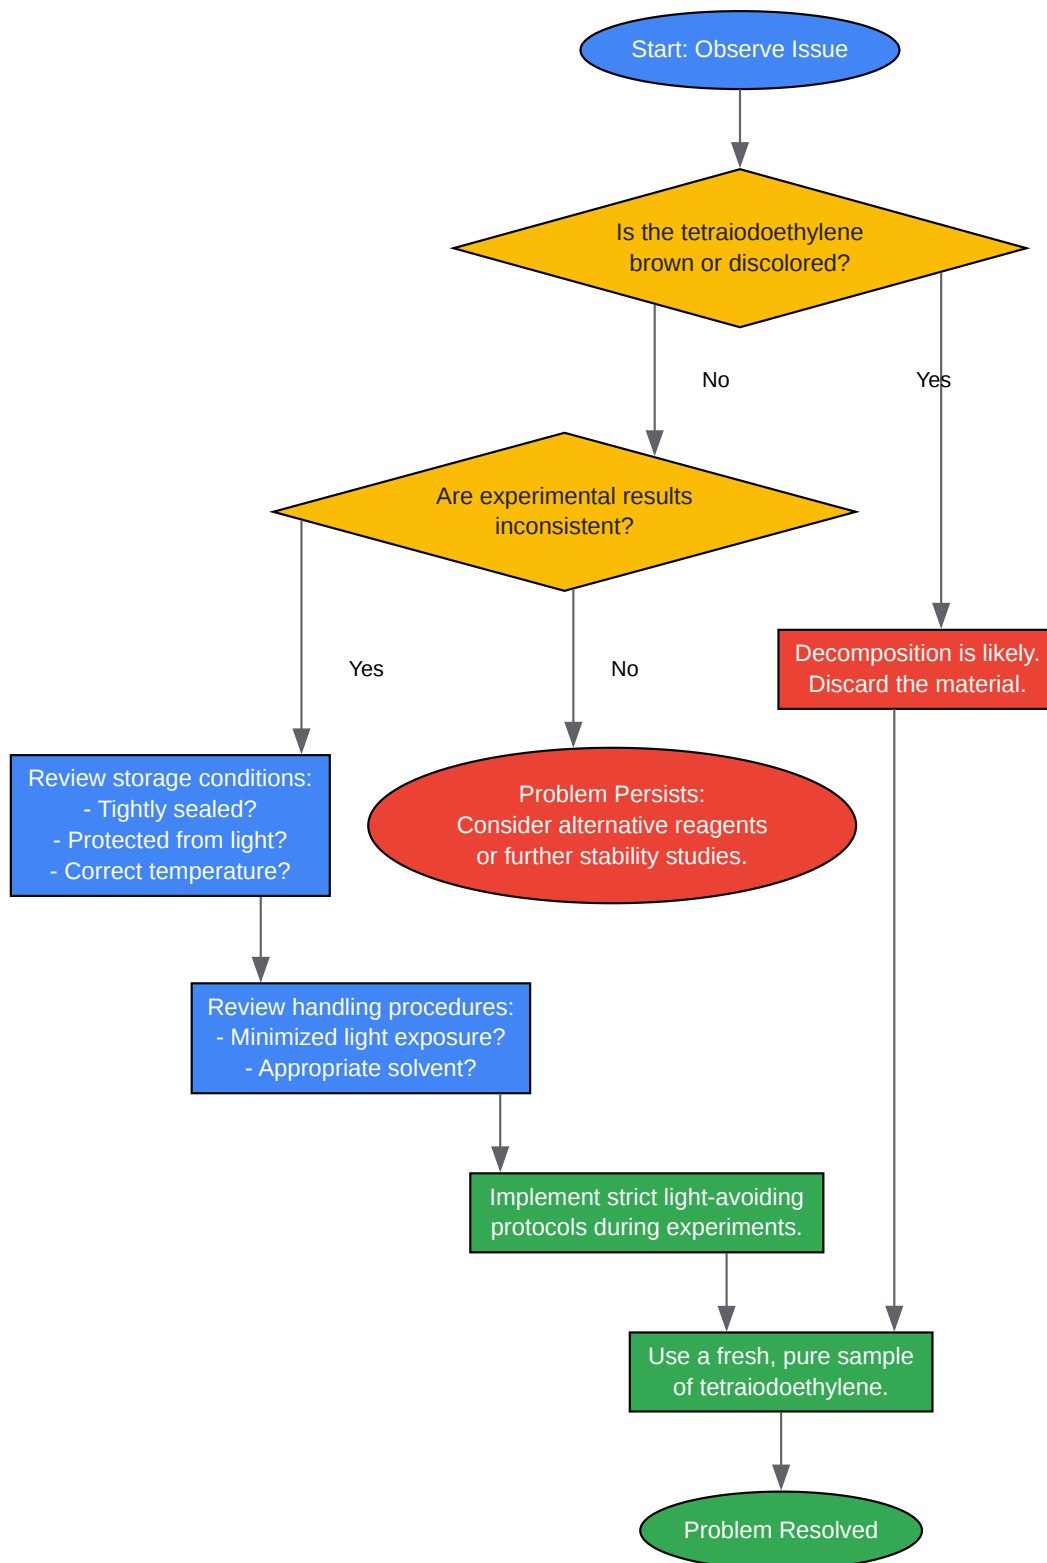 Start: Observe Issue
Is the tetraiodoethylene
brown or discolored?
No
Yes
Are experimental results
inconsistent?
Yes
No
Decomposition is likely.
Discard the material.
Review storage conditions:
- Tightly sealed?
- Protected from light?
- Correct temperature?
Problem Persists:
Consider alternative reagents
or further stability studies.
Review handling procedures:
- Minimized light exposure?
- Appropriate solvent?
Implement strict light-avoiding
protocols during experiments.
Use a fresh, pure sample
of tetraiodoethylene.
Problem Resolved